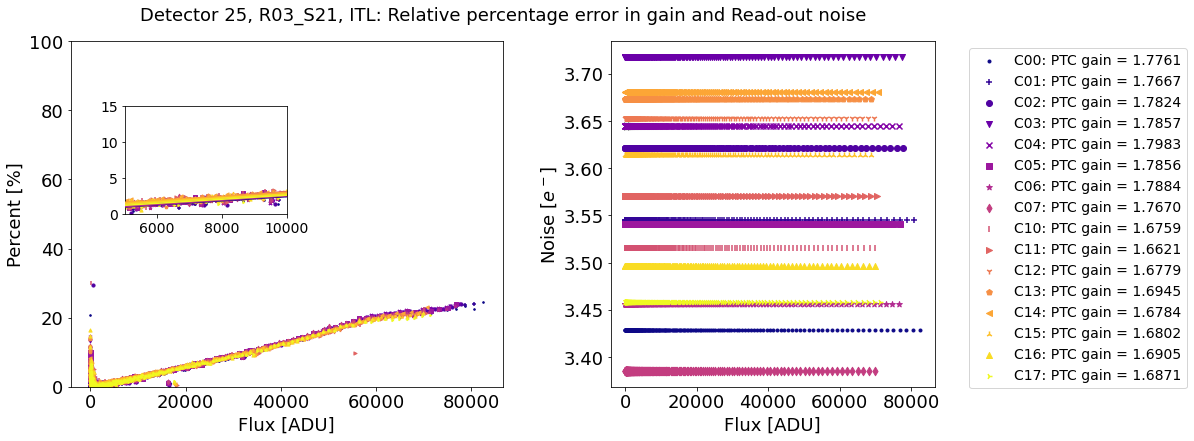 Detector 25, R03_S21, ITL: Relative percentage error in gain and Read-out noise
Percent [%]
100
80
60
40
20
0
15
10
5
0
6000 8000 10000
0 20000 40000 60000 80000
Flux [ADU]
Noise [e⁻]
3.70
3.65
3.60
3.55
3.50
3.45
3.40
0 20000 40000 60000 80000
Flux [ADU]
C00: PTC gain = 1.7761
C01: PTC gain = 1.7667
C02: PTC gain = 1.7824
C03: PTC gain = 1.7857
C04: PTC gain = 1.7983
C05: PTC gain = 1.7856
C06: PTC gain = 1.7884
C07: PTC gain = 1.7670
C10: PTC gain = 1.6759
C11: PTC gain = 1.6621
C12: PTC gain = 1.6779
C13: PTC gain = 1.6945
C14: PTC gain = 1.6784
C15: PTC gain = 1.6802
C16: PTC gain = 1.6905
C17: PTC gain = 1.6871